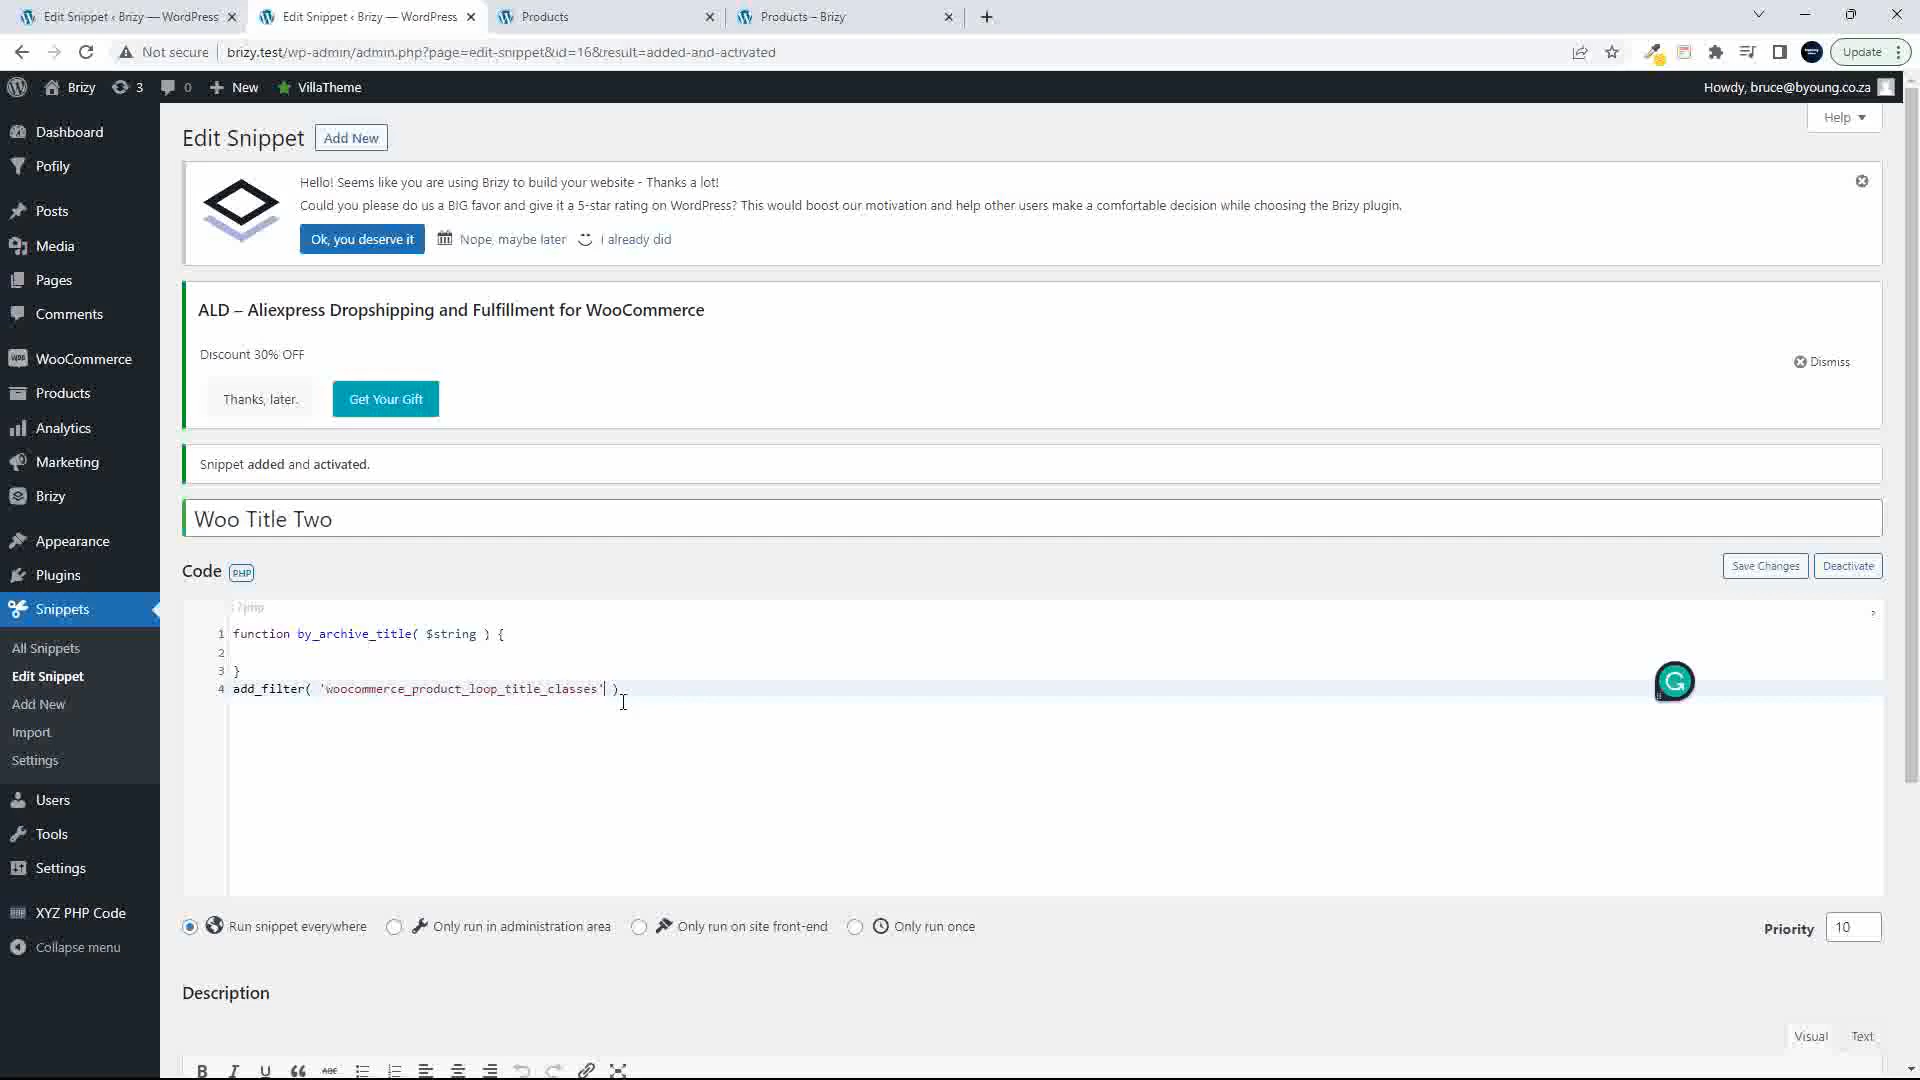 Edit Snippet ‹ Brizy — WordPress
Edit Snippet ‹ Brizy — WordPress
Products
Products – Brizy
Not secure
brizy.test/wp-admin/admin.php?page=edit-snippet&id=16&result=added-and-activated
Update
Brizy
3
0
New
VillaTheme
Howdy, bruce@byoung.co.za
Dashboard
Pofily
Posts
Media
Pages
Comments
WooCommerce
Products
Analytics
Marketing
Brizy
Appearance
Plugins
Snippets
All Snippets
Edit Snippet
Add New
Import
Settings
Users
Tools
Settings
XYZ PHP Code
Collapse menu
Help
Edit Snippet
Add New
Hello! Seems like you are using Brizy to build your website - Thanks a lot!
Could you please do us a BIG favor and give it a 5-star rating on WordPress? This would boost our motivation and help other users make a comfortable decision while choosing the Brizy plugin.
Ok, you deserve it
Nope, maybe later
I already did
ALD – Aliexpress Dropshipping and Fulfillment for WooCommerce
Discount 30% OFF
Dismiss
Thanks, later.
Get Your Gift
Snippet added and activated.
Woo Title Two
Code PHP
Save Changes
Deactivate
<?php
?
1 function by_archive_title( $string ) {
2
3 }
4 add_filter( 'woocommerce_product_loop_title_classes' )
Run snippet everywhere
Only run in administration area
Only run on site front-end
Only run once
Priority 10
Description
Visual
Text
B I U ABC